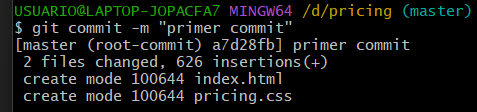 USUARIO@LAPTOP-JOPACFA7 MINGW64 /d/pricing (master)
$ git commit -m "primer commit"
[master (root-commit) a7d28fb] primer commit
 2 files changed, 626 insertions(+)
 create mode 100644 index.html
 create mode 100644 pricing.css